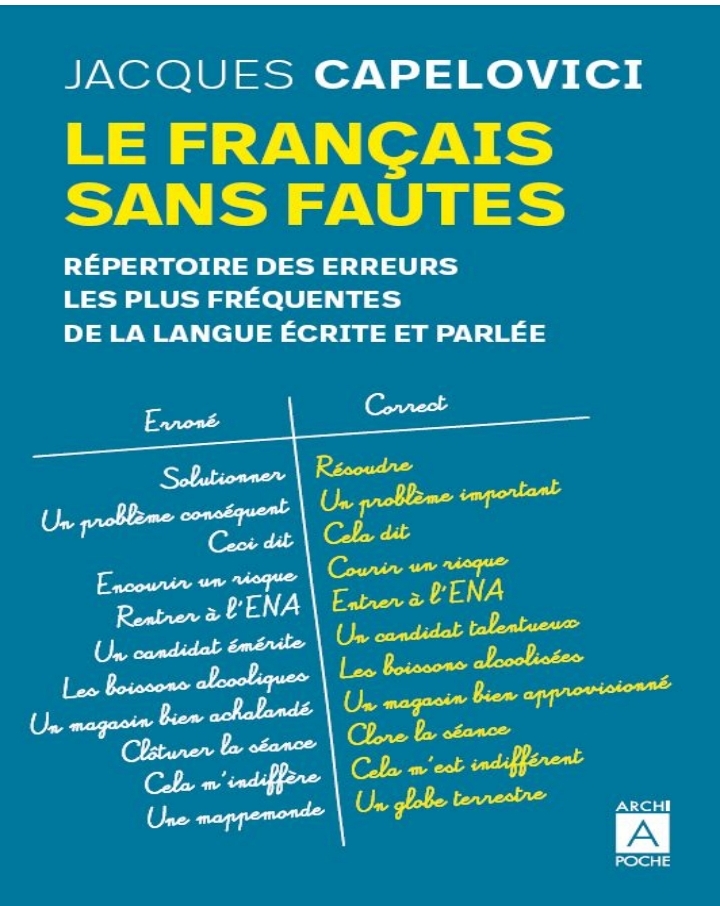 JACQUES CAPELOVICI
LE FRANÇAIS
SANS FAUTES
RÉPERTOIRE DES ERREURS
LES PLUS FRÉQUENTES
DE LA LANGUE ÉCRITE ET PARLÉE
Erroné Correct
Solutionner Résoudre
Un problème conséquent Un problème important
Ceci dit Cela dit
Encourir un risque Courir un risque
Rentrer à l'ENA Entrer à l'ENA
Un candidat émérite Un candidat talentueux
Les boissons alcooliques Les boissons alcoolisées
Un magasin bien achalandé Un magasin bien approvisionné
Clôturer la séance Clore la séance
Cela m'indiffère Cela m'est indifférent
Une mappemonde Un globe terrestre
ARCHI
A
POCHE